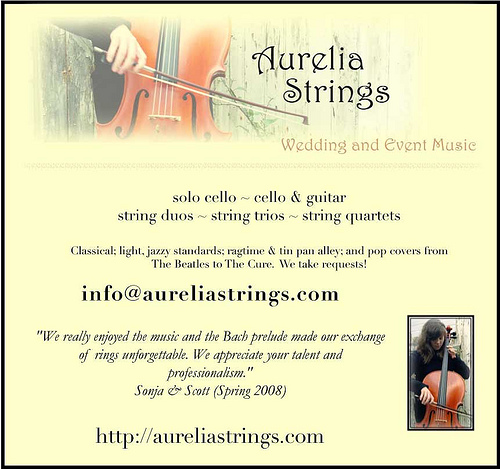 Aurelia
Strings
Wedding and Event Music
solo cello ~ cello & guitar
string duos ~ string trios ~ string quartets
Classical; light, jazzy standards; ragtime & tin pan alley; and pop covers from
The Beatles to The Cure. We take requests!
info@aureliastrings.com
"We really enjoyed the music and the Bach prelude made our exchange
of rings unforgettable. We appreciate your talent and
professionalism."
Sonja & Scott (Spring 2008)
http://aureliastrings.com